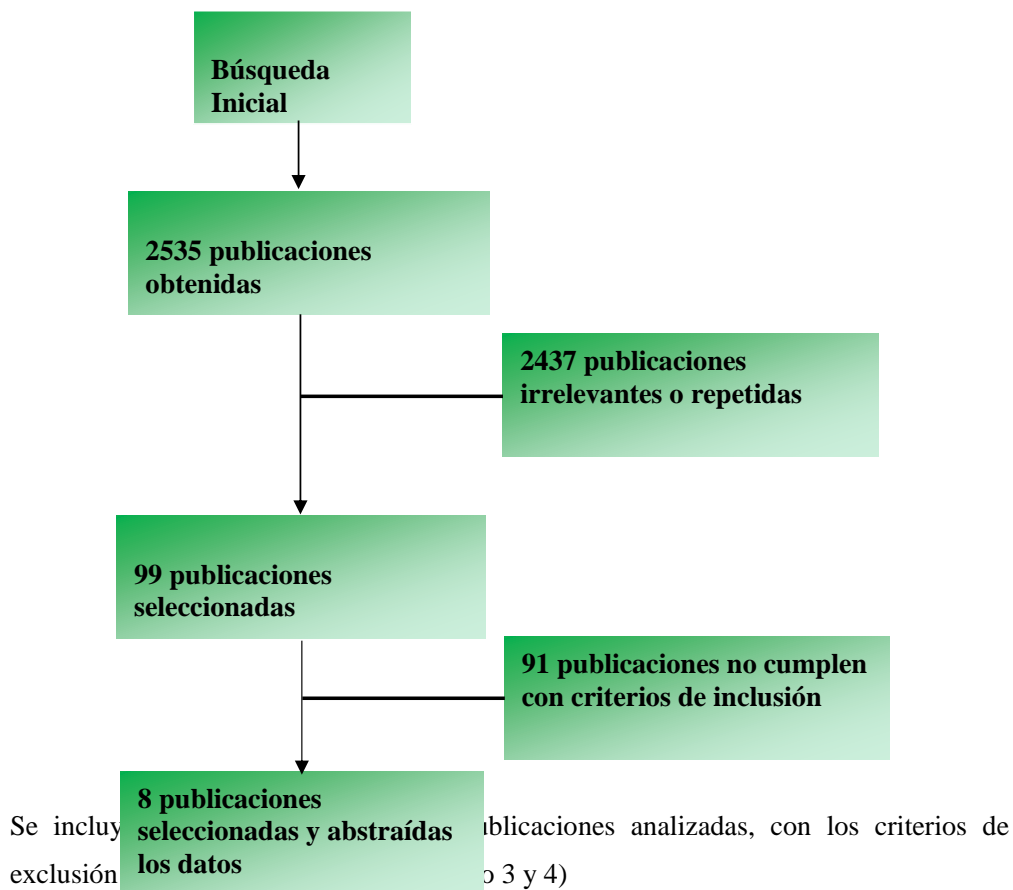 Búsqueda
Inicial
2535 publicaciones
obtenidas
2437 publicaciones
irrelevantes o repetidas
99 publicaciones
seleccionadas
91 publicaciones no cumplen
con criterios de inclusión
8 publicaciones
seleccionadas y abstraídas
los datos
Se incluy ublicaciones analizadas, con los criterios de
exclusión o 3 y 4)